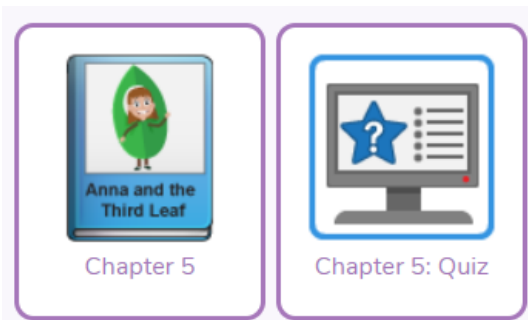 Anna and the
Third Leaf
Chapter 5
?
Chapter 5: Quiz